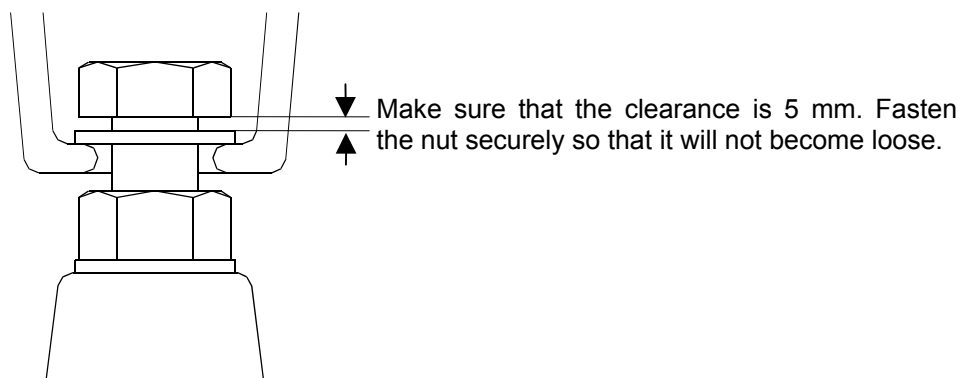 Make sure that the clearance is 5 mm. Fasten
the nut securely so that it will not become loose.